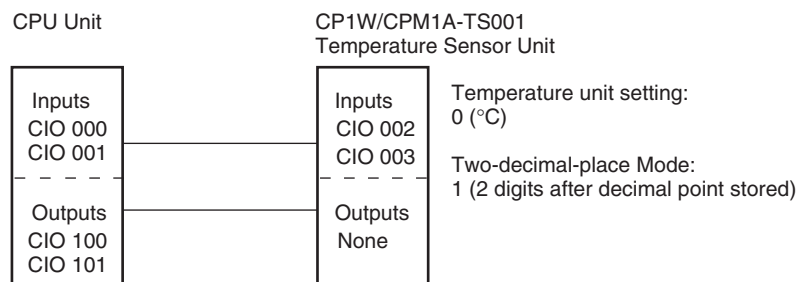 CPU Unit
CP1W/CPM1A-TS001
Temperature Sensor Unit
Inputs
CIO 000
CIO 001
Outputs
CIO 100
CIO 101
Inputs
CIO 002
CIO 003
Outputs
None
Temperature unit setting:
0 (°C)
Two-decimal-place Mode:
1 (2 digits after decimal point stored)